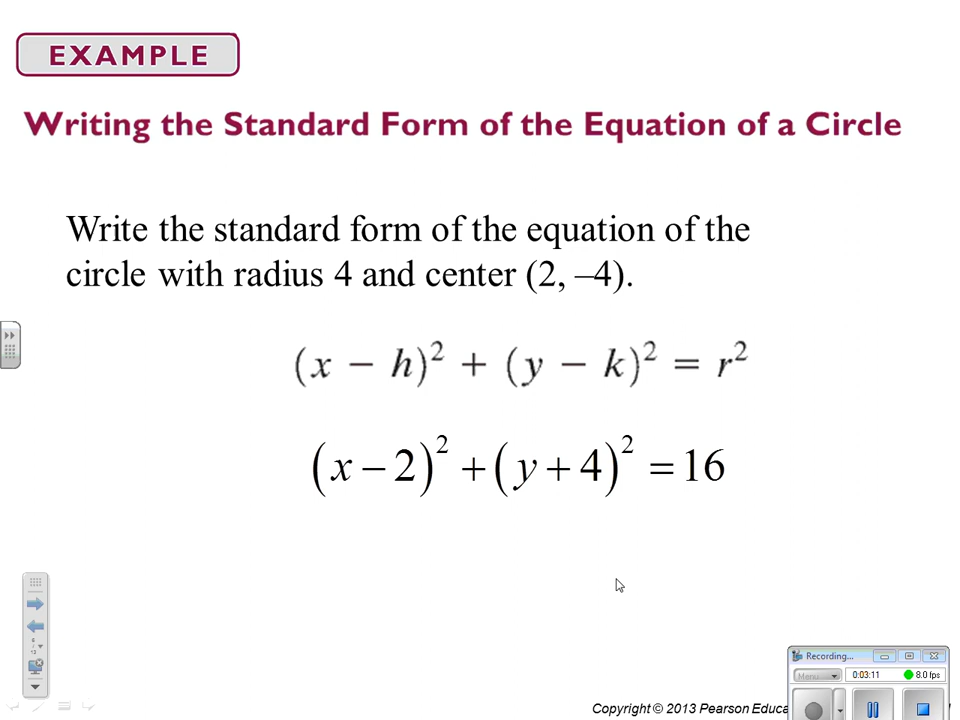 EXAMPLE
Writing the Standard Form of the Equation of a Circle
Write the standard form of the equation of the
circle with radius 4 and center (2, –4).
(x − h)² + (y − k)² = r²
(x − 2)² + (y + 4)² = 16
Recording...
Menu
0:03:11
8.0 fps
Copyright © 2013 Pearson Educa